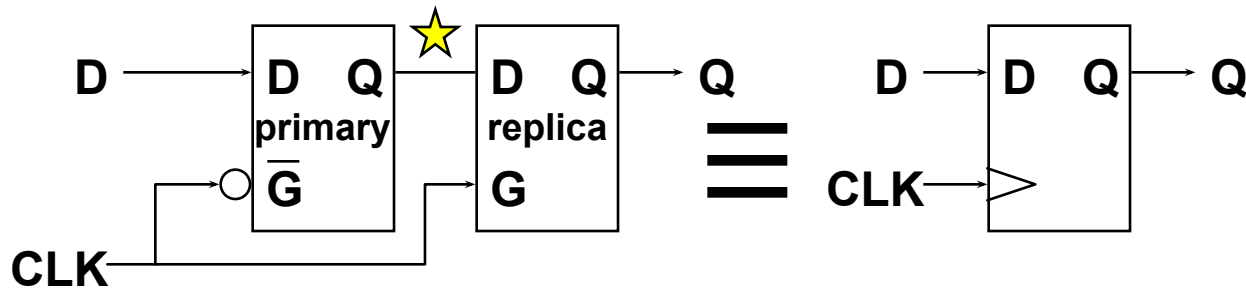 D D Q D Q Q D D Q Q
primary replica
G̅ G CLK
CLK